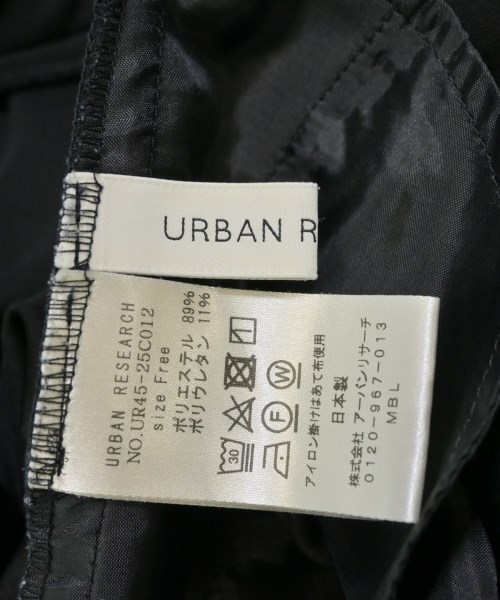 URBAN R
URBAN RESEARCH
NO.UR45-25C012
size Free
ポリエステル 89%
ポリウレタン 11%
30
F W
アイロン掛けはあて布使用
日本製
株式会社 アーバンリサーチ
0120-967-013
MBL